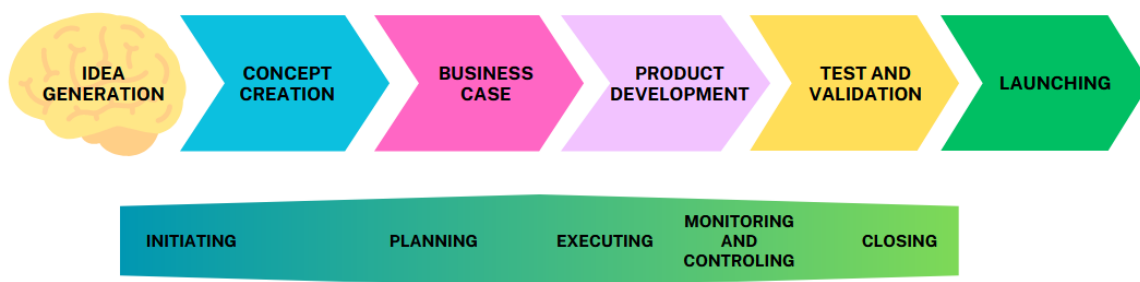 IDEA
GENERATION
CONCEPT
CREATION
BUSINESS
CASE
PRODUCT
DEVELOPMENT
TEST AND
VALIDATION
LAUNCHING
INITIATING
PLANNING
EXECUTING
MONITORING
AND
CONTROLING
CLOSING